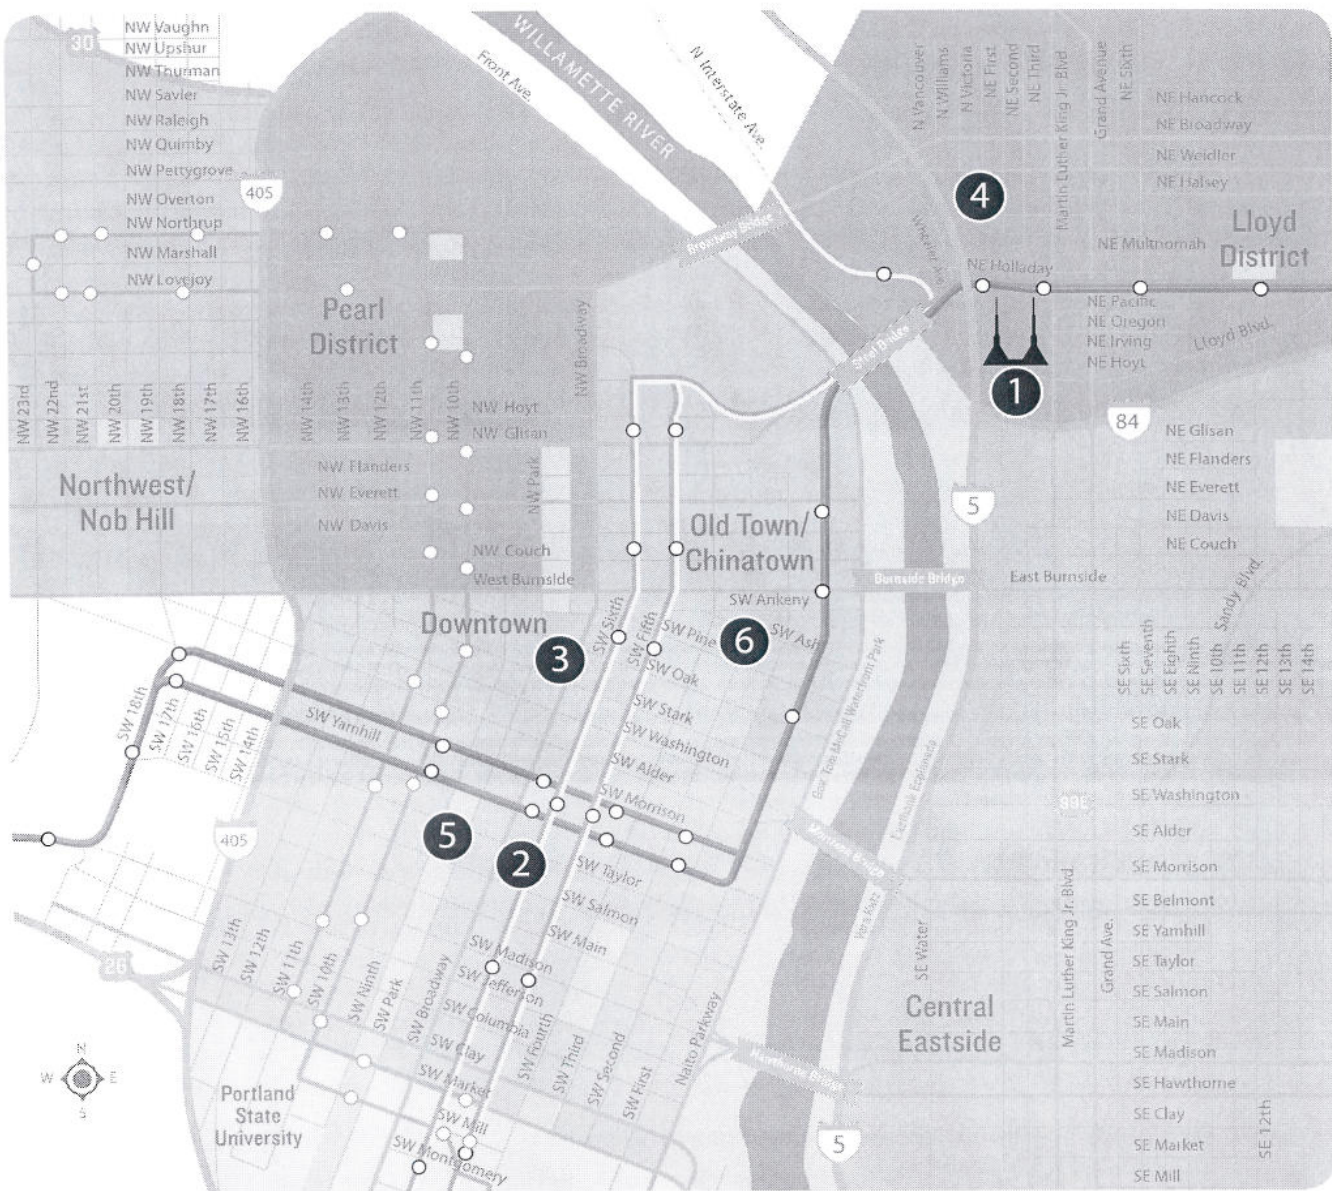 NW Vaughn
NW Upshur
NW Thurman
NW Savier
NW Raleigh
NW Quimby
NW Pettygrove
NW Overton
NW Northrup
NW Marshall
NW Lovejoy
30
405
Front Ave.
WILLAMETTE RIVER
N Interstate Ave.
N Vancouver
N Williams
N Victoria
NE First
NE Second
NE Third
Martin Luther King Jr. Blvd
Grand Avenue
NE Sixth
NE Hancock
NE Broadway
NE Weidler
NE Halsey
4
Lloyd
District
NE Multnomah
NE Holladay
Wheeler Ave.
Broadway Bridge
Steel Bridge
NE Pacific
NE Oregon
NE Irving
NE Hoyt
Lloyd Blvd.
1
84
Pearl
District
NW Broadway
NW 23rd
NW 22nd
NW 21st
NW 20th
NW 19th
NW 18th
NW 17th
NW 16th
NW 14th
NW 13th
NW 12th
NW 11th
NW 10th
NW Hoyt
NW Glisan
NW Flanders
NW Everett
NW Davis
NW Park
NW Couch
West Burnside
Northwest/
Nob Hill
Old Town/
Chinatown
5
NE Glisan
NE Flanders
NE Everett
NE Davis
NE Couch
Burnside Bridge
East Burnside
Sandy Blvd.
Downtown
3
SW Sixth
SW Fifth
SW Ankeny
SW Ash
SW Pine
6
SW Oak
SW Stark
SW Washington
SW Alder
SW Morrison
SW Yamhill
SW 18th
SW 17th
SW 16th
SW 15th
SW 14th
405
5
2
SW Taylor
SW Salmon
SW Main
SW Madison
SW Jefferson
SW Columbia
SW Clay
SW Market
SW Mill
SW Montgomery
SW 13th
SW 12th
SW 11th
SW 10th
SW Ninth
SW Park
SW Broadway
SW Fourth
SW Third
SW Second
SW First
Naito Parkway
Gov. Tom McCall Waterfront Park
Eastbank Esplanade
Vera Katz
Morrison Bridge
Hawthorne Bridge
26
N
W E
S
Portland
State
University
SE Water
Central
Eastside
5
Martin Luther King Jr. Blvd.
Grand Ave.
99E
SE Sixth
SE Seventh
SE Eighth
SE Ninth
SE 10th
SE 11th
SE 12th
SE 13th
SE 14th
SE Oak
SE Stark
SE Washington
SE Alder
SE Morrison
SE Belmont
SE Yamhill
SE Taylor
SE Salmon
SE Main
SE Madison
SE Hawthorne
SE Clay
SE Market
SE Mill
SE 12th